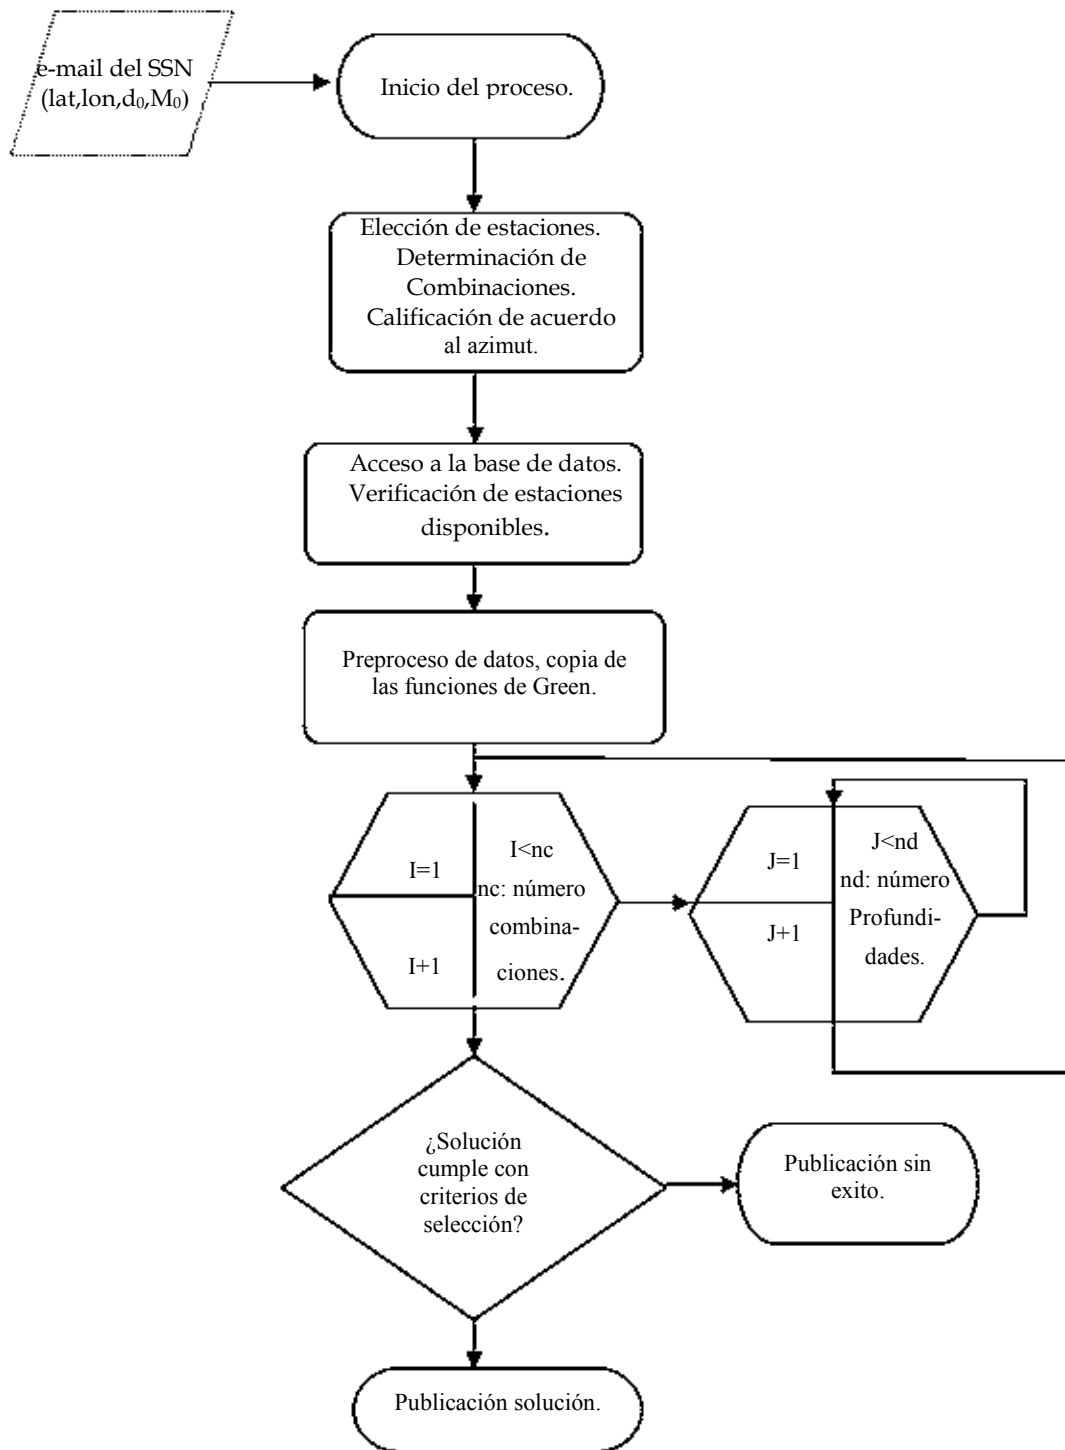 e-mail del SSN
(lat,lon,d₀,M₀)
Inicio del proceso.
Elección de estaciones.
Determinación de
Combinaciones.
Calificación de acuerdo
al azimut.
Acceso a la base de datos.
Verificación de estaciones
disponibles.
Preproceso de datos, copia de
las funciones de Green.
I=1
I+1
I<nc
nc: número
combina-
ciones.
J=1
J+1
J<nd
nd: número
Profundi-
dades.
¿Solución
cumple con
criterios de
selección?
Publicación sin
exito.
Publicación solución.